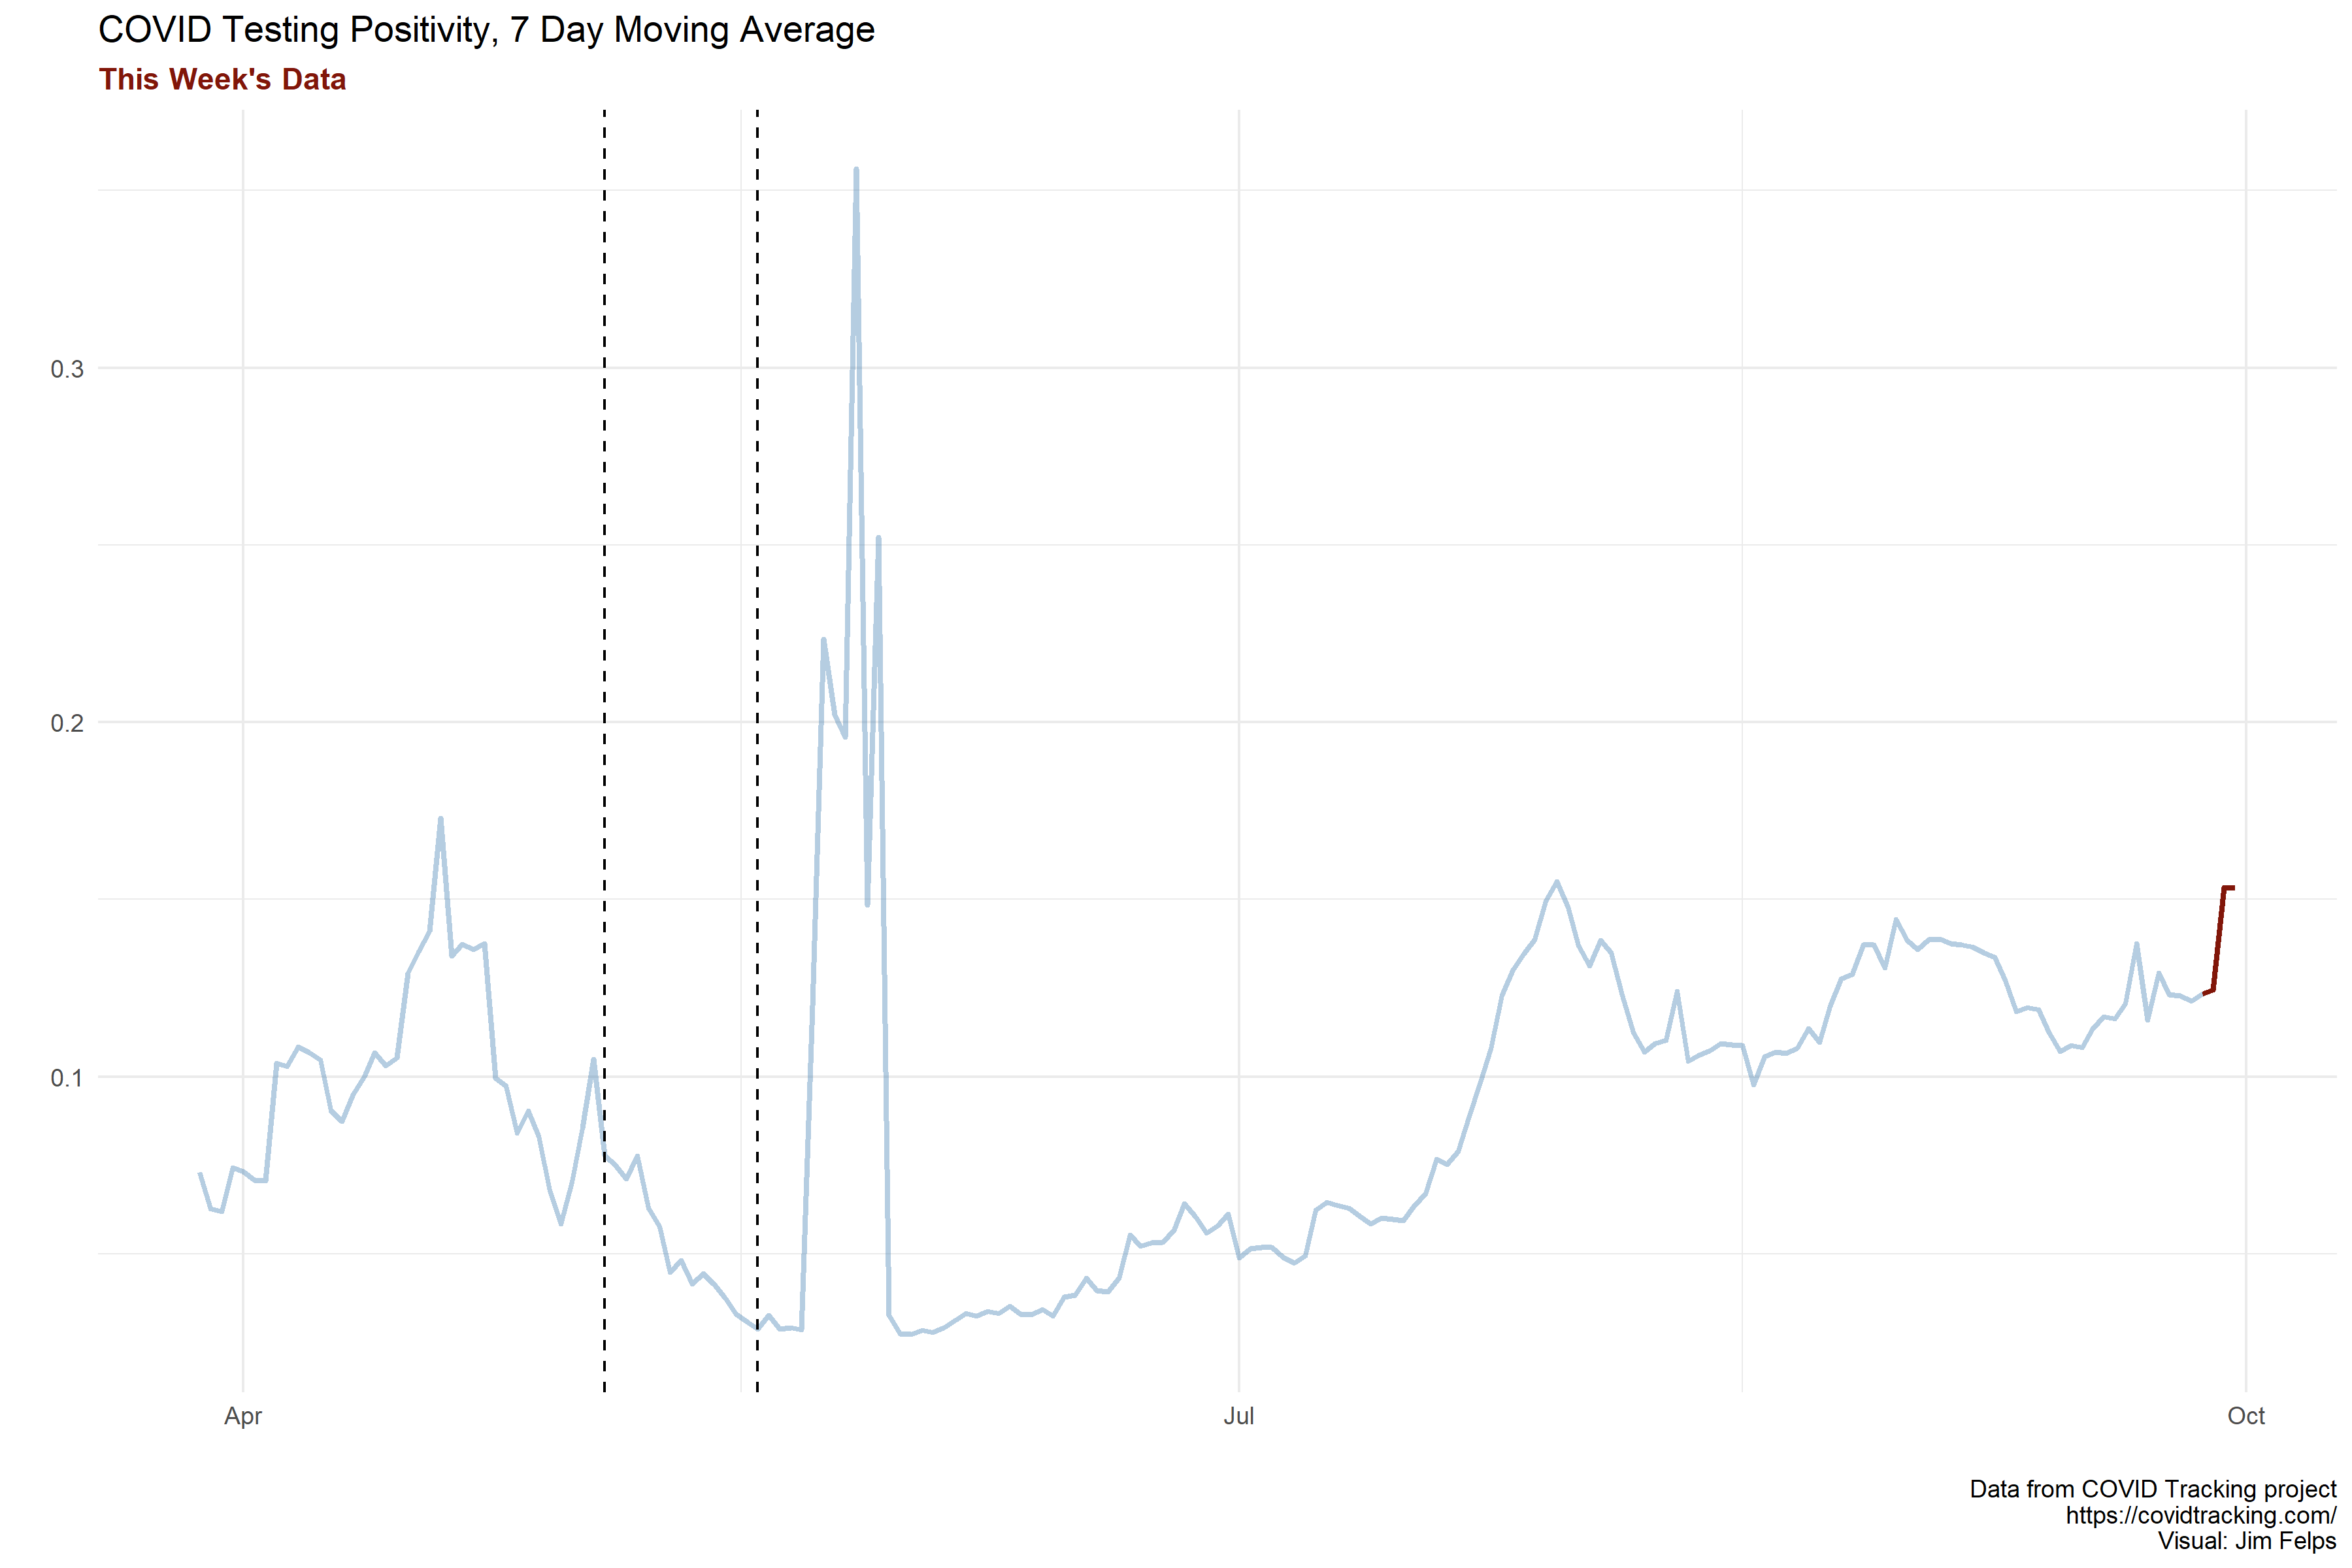 COVID Testing Positivity, 7 Day Moving Average
This Week's Data
0.3
0.2
0.1
Apr
Jul
Oct
Data from COVID Tracking project
https://covidtracking.com/
Visual: Jim Felps